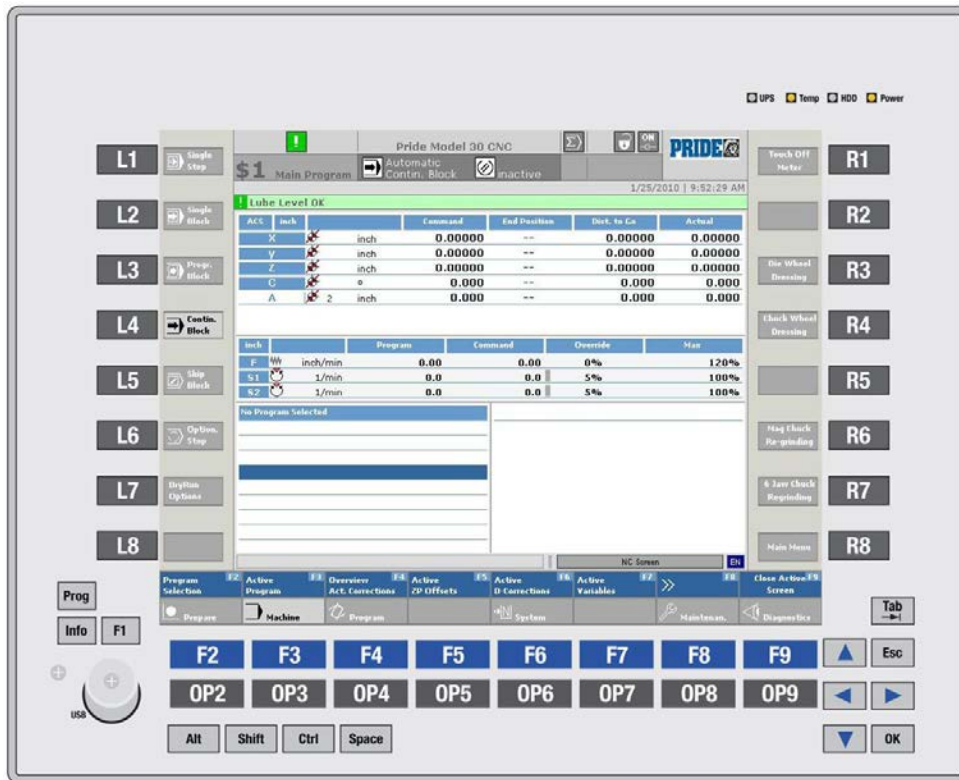 UPS Temp HDD Power
L1 Single Step
L2 Single Block
L3 Progr. Block
L4 Contin. Block
L5 Skip Block
L6 Option. Stop
L7 DryRun Options
L8
Pride Model 30 CNC ON PRIDE
$1 Main Program Automatic Contin. Block inactive
1/25/2010 | 9:52:29 AM
! Lube Level OK
ACS inch Command End Position Dist. to Go Actual
X inch 0.00000 -- 0.00000 0.00000
Y inch 0.00000 -- 0.00000 0.00000
Z inch 0.00000 -- 0.00000 0.00000
C ° 0.000 -- 0.000 0.000
A 2 inch 0.000 -- 0.000 0.000
inch Program Command Override Max
F inch/min 0.00 0.00 0% 120%
S1 1/min 0.0 0.0 5% 100%
S2 1/min 0.0 0.0 5% 100%
No Program Selected
NC Screen EN
Touch Off Meter R1
R2
Die Wheel Dressing R3
Chuck Wheel Dressing R4
R5
Mag Chuck Re-grinding R6
6 Jaw Chuck Regrinding R7
Main Menu R8
Program Selection F2 Active Program F3 Overview Act. Corrections F4 Active ZP Offsets F5 Active D-Corrections F6 Active Variables F7 >> F8 Close Active Screen F9
Prepare Machine Program System Maintenan. Diagnostics
Prog
Info F1
USB
F2 F3 F4 F5 F6 F7 F8 F9
OP2 OP3 OP4 OP5 OP6 OP7 OP8 OP9
Alt Shift Ctrl Space
Tab
Esc
OK